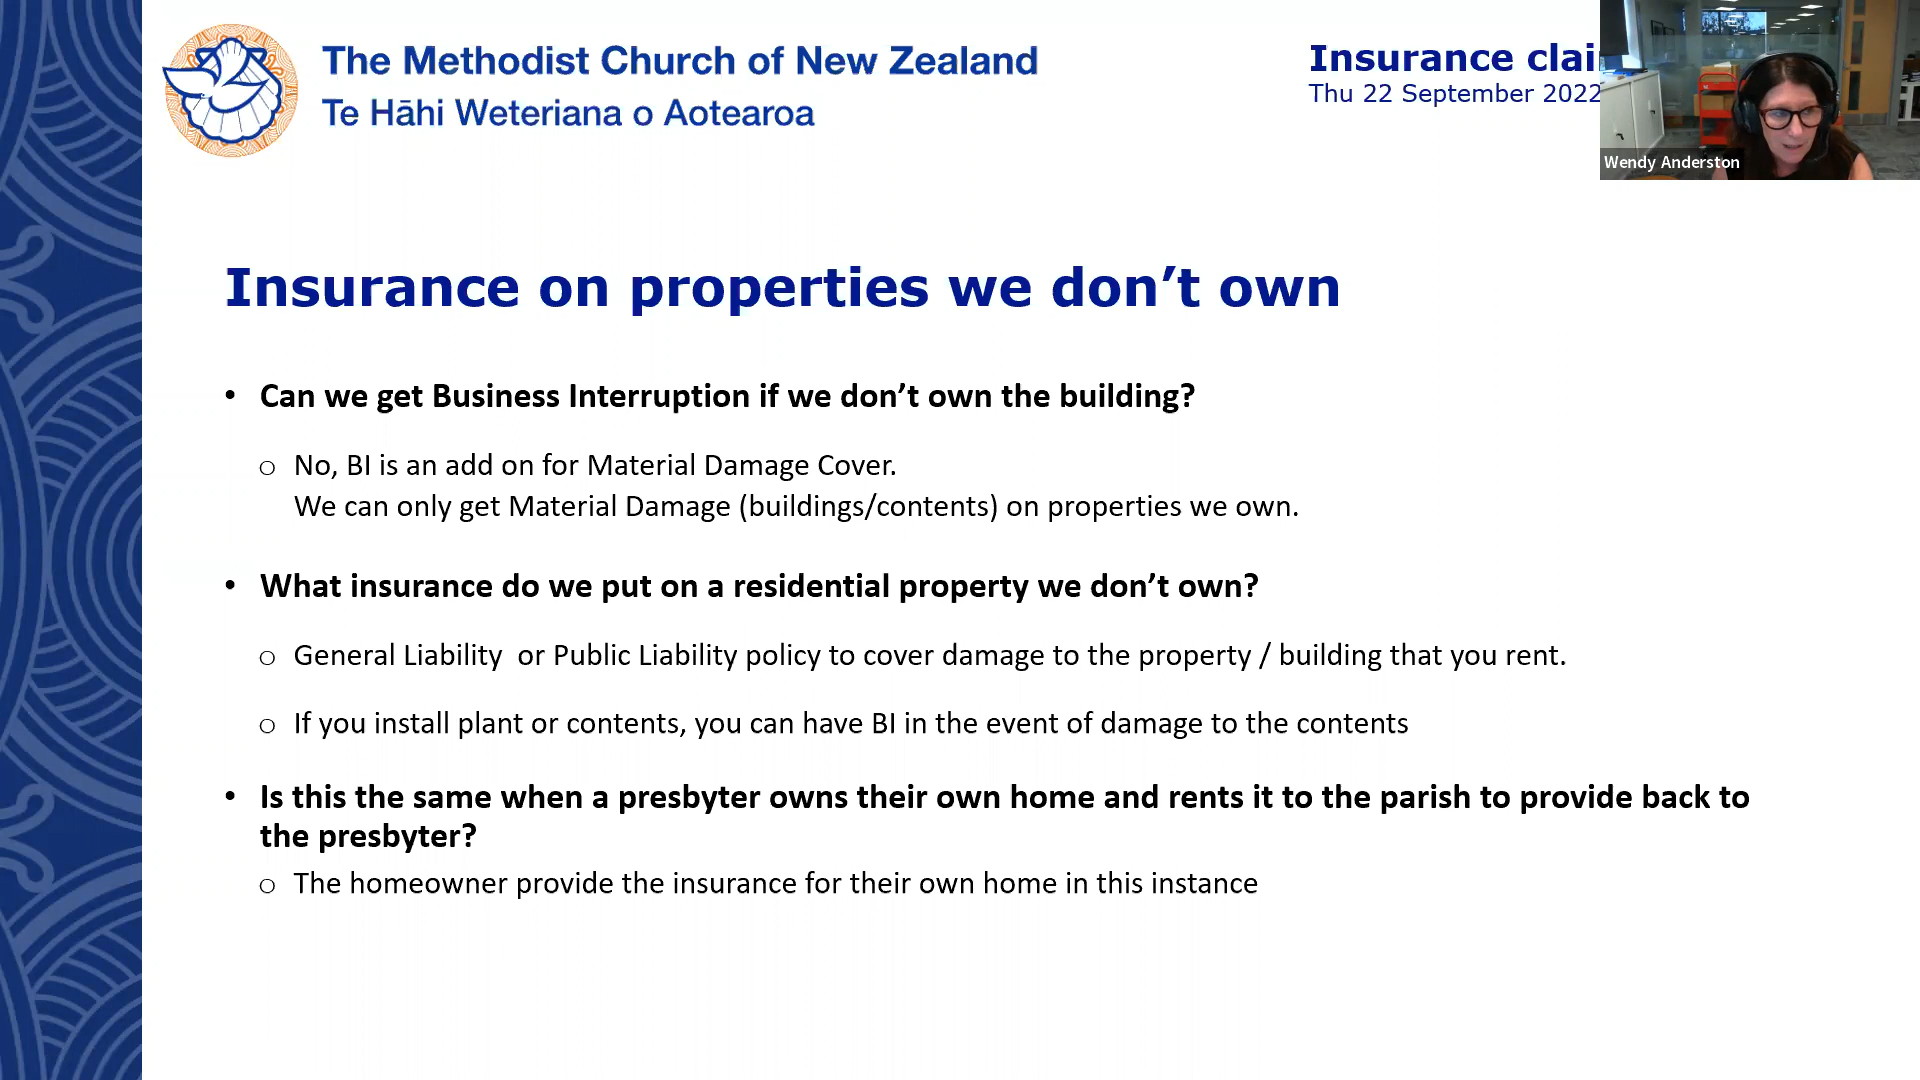 The Methodist Church of New Zealand
Te Hāhi Weteriana o Aotearoa
Insurance clai
Thu 22 September 2022
Wendy Anderston
Insurance on properties we don’t own
• Can we get Business Interruption if we don’t own the building?
o No, BI is an add on for Material Damage Cover.
We can only get Material Damage (buildings/contents) on properties we own.
• What insurance do we put on a residential property we don’t own?
o General Liability  or Public Liability policy to cover damage to the property / building that you rent.
o If you install plant or contents, you can have BI in the event of damage to the contents
• Is this the same when a presbyter owns their own home and rents it to the parish to provide back to
the presbyter?
o The homeowner provide the insurance for their own home in this instance